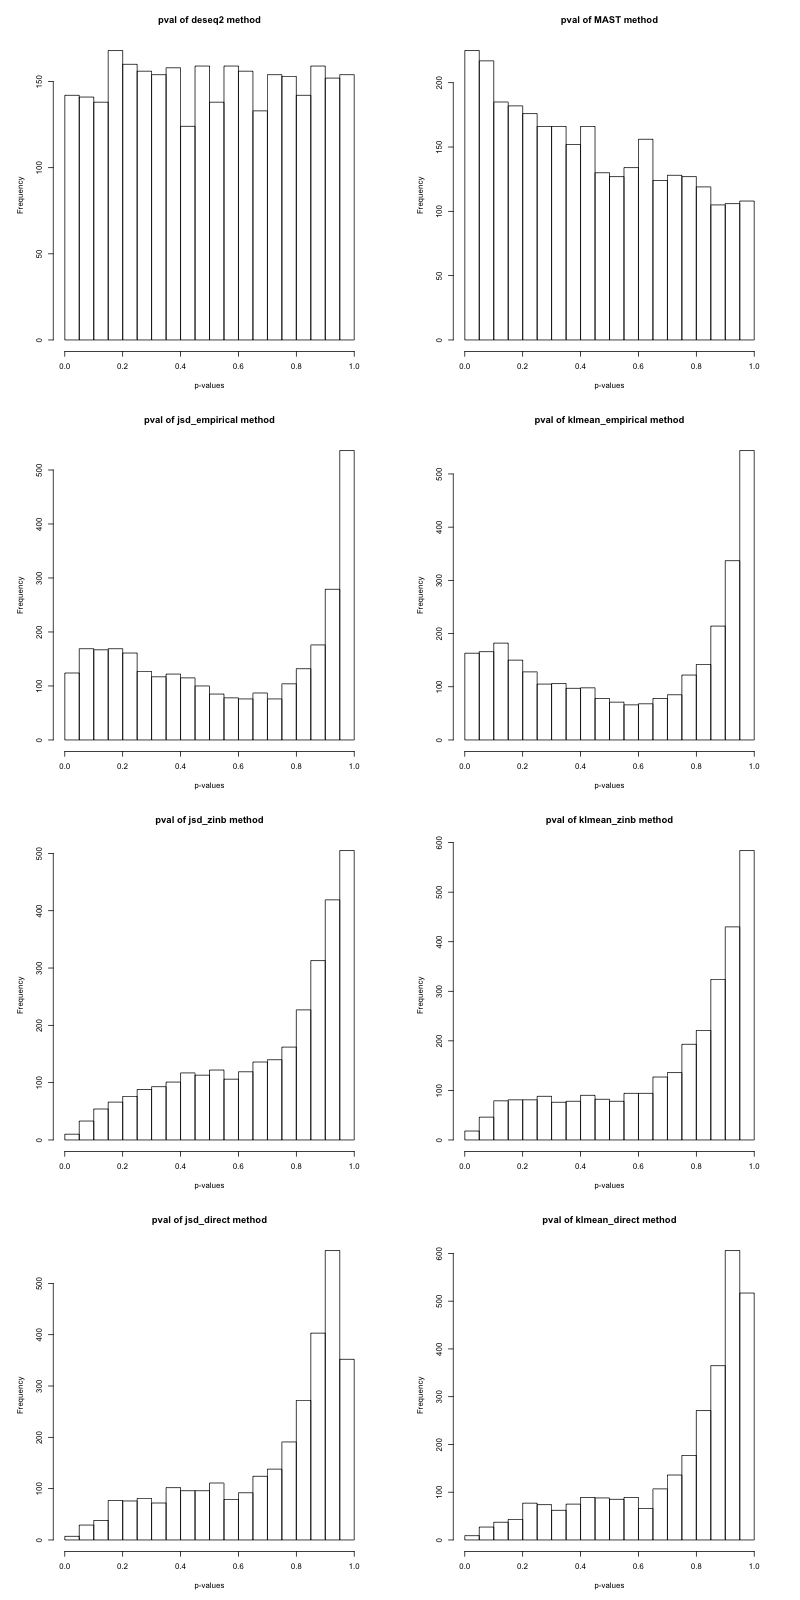 pval of deseq2 method
Frequency
0 50 100 150
0.0 0.2 0.4 0.6 0.8 1.0
p-values
pval of MAST method
Frequency
0 50 100 150 200
0.0 0.2 0.4 0.6 0.8 1.0
p-values
pval of jsd_empirical method
Frequency
0 100 200 300 400 500
0.0 0.2 0.4 0.6 0.8 1.0
p-values
pval of klmean_empirical method
Frequency
0 100 200 300 400 500
0.0 0.2 0.4 0.6 0.8 1.0
p-values
pval of jsd_zinb method
Frequency
0 100 200 300 400 500
0.0 0.2 0.4 0.6 0.8 1.0
p-values
pval of klmean_zinb method
Frequency
0 100 200 300 400 500 600
0.0 0.2 0.4 0.6 0.8 1.0
p-values
pval of jsd_direct method
Frequency
0 100 200 300 400 500
0.0 0.2 0.4 0.6 0.8 1.0
p-values
pval of klmean_direct method
Frequency
0 100 200 300 400 500 600
0.0 0.2 0.4 0.6 0.8 1.0
p-values